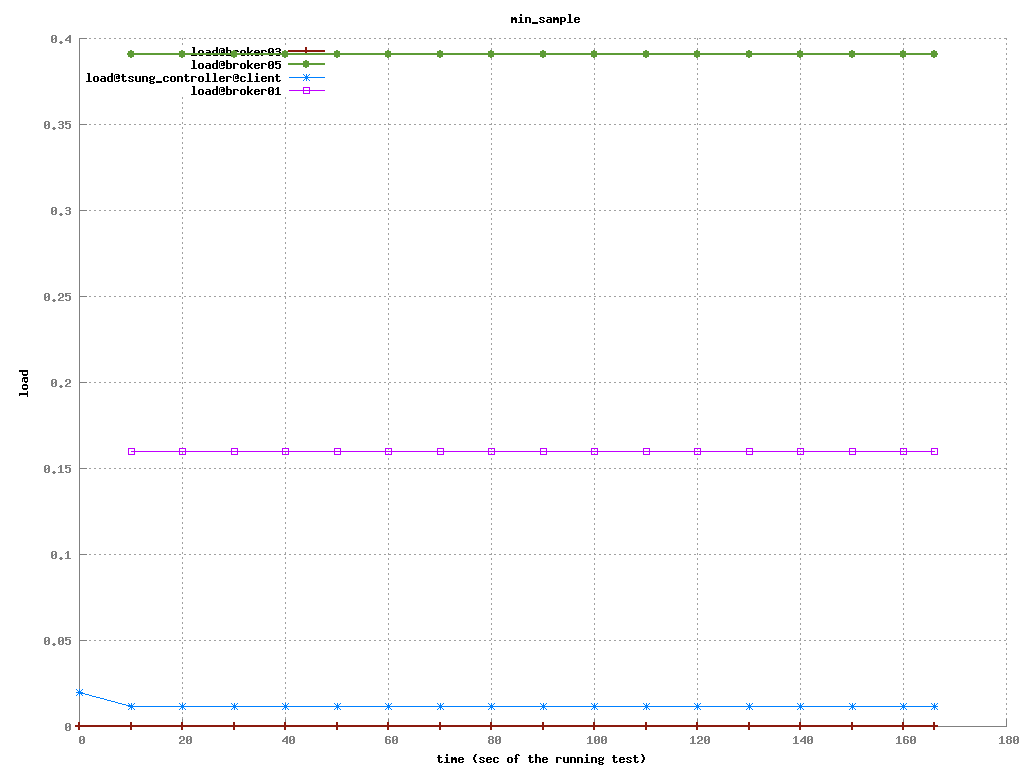 min_sample
0.4
0.35
0.3
0.25
0.2
0.15
0.1
0.05
0
load@broker03
load@broker05
load@tsung_controller@client
load@broker01
load
0 20 40 60 80 100 120 140 160 180
time (sec of the running test)